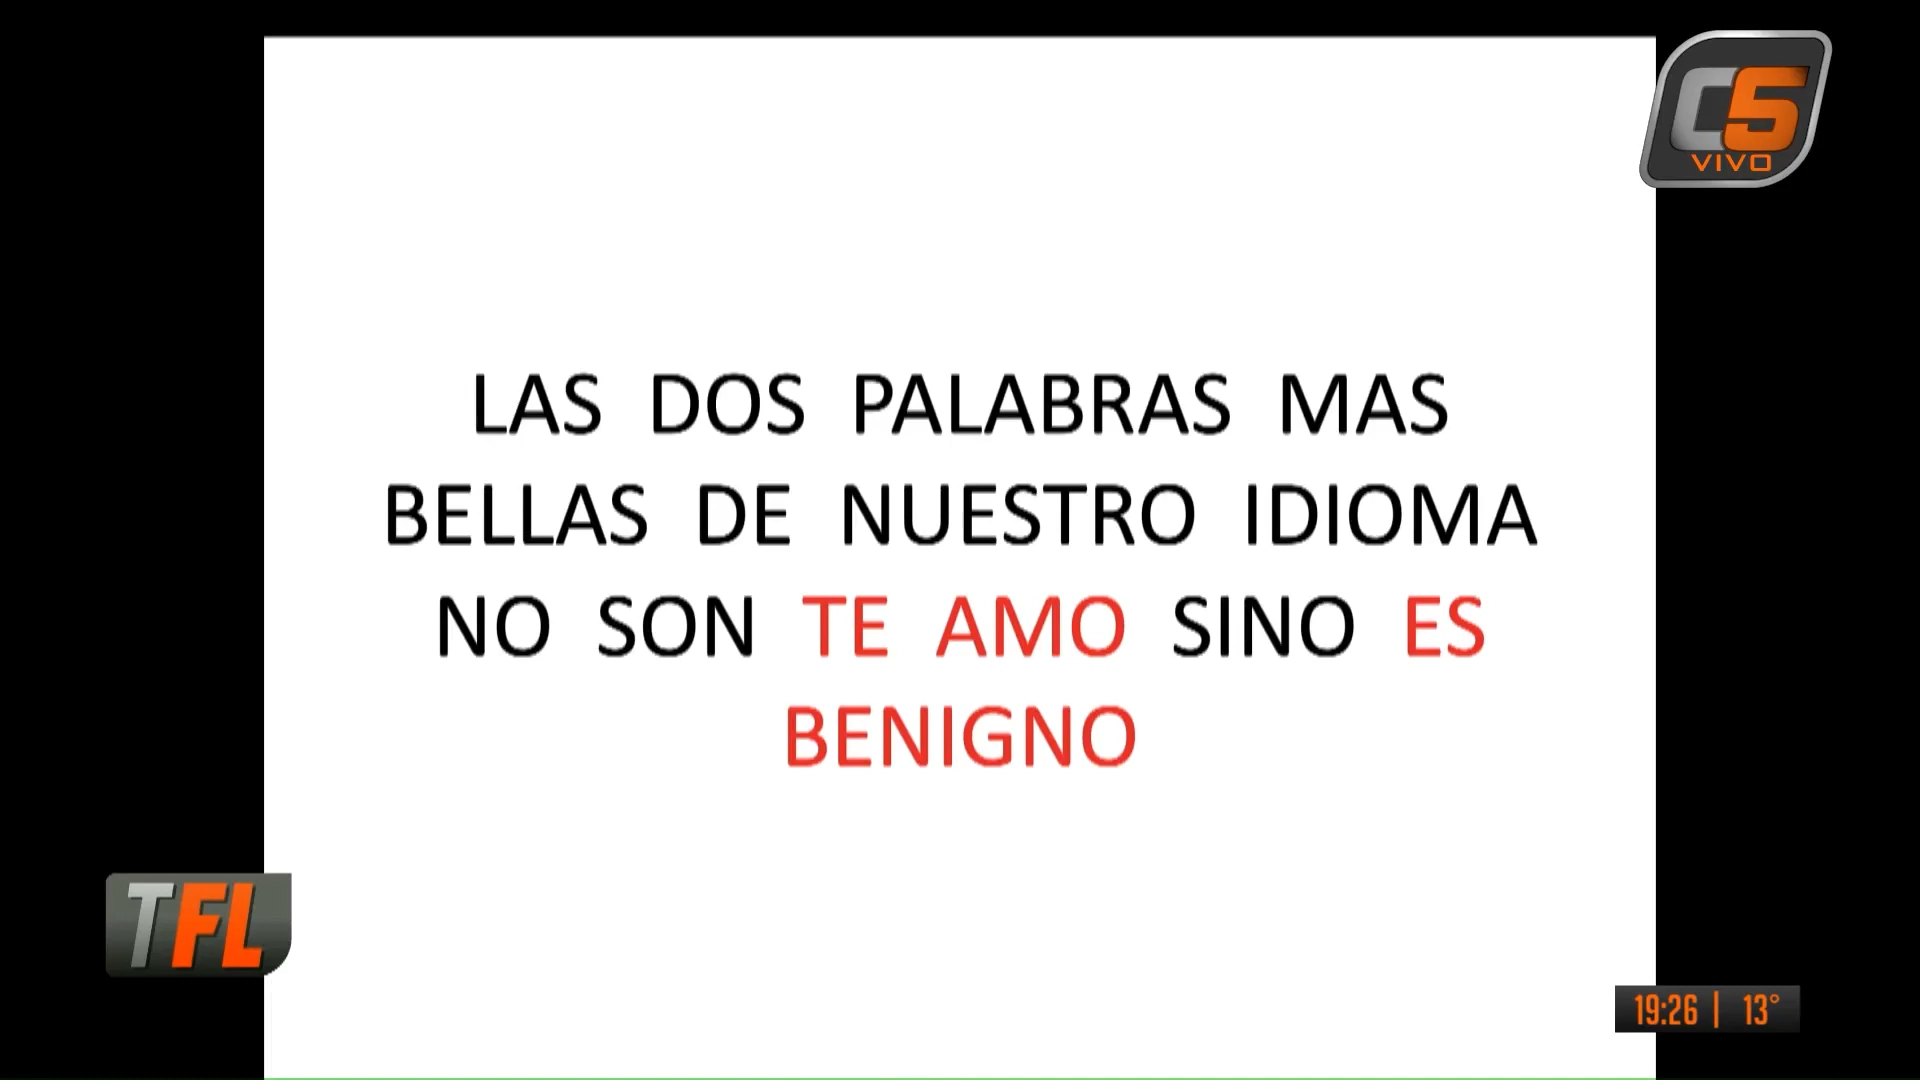 C5
VIVO
LAS DOS PALABRAS MAS
BELLAS DE NUESTRO IDIOMA
NO SON TE AMO SINO ES
BENIGNO
TFL
19:26 | 13°